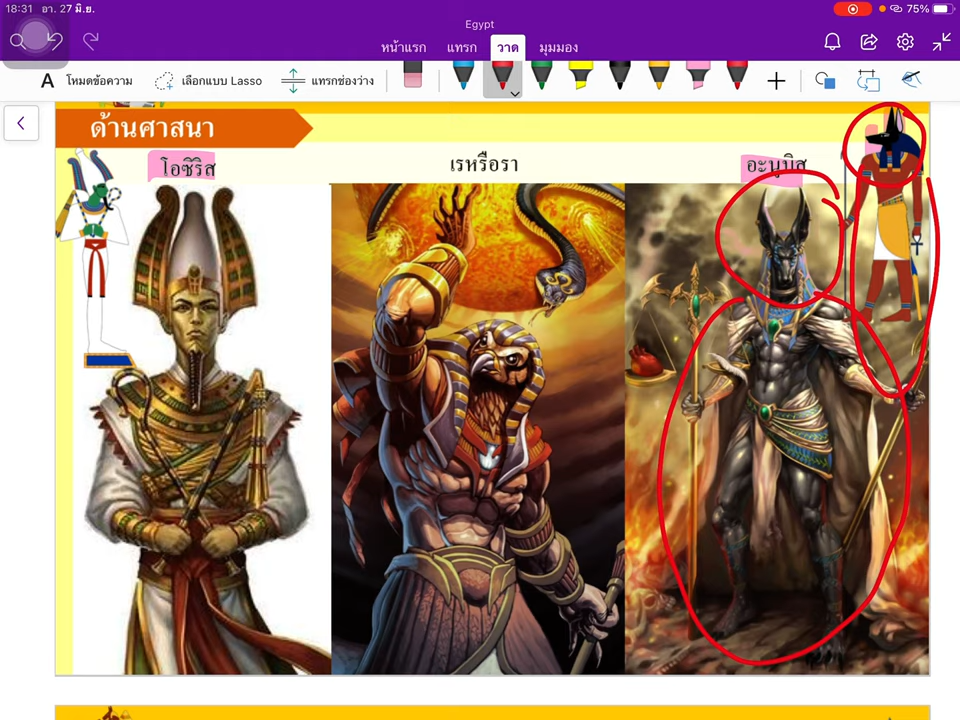 18:31 อา. 27 มิ.ย.
75%
Egypt
หน้าแรก แทรก วาด มุมมอง
A โหมดข้อความ เลือกแบบ Lasso แทรกช่องว่าง
ด้านศาสนา
โอซิริส เรหรือรา อะนูบิส